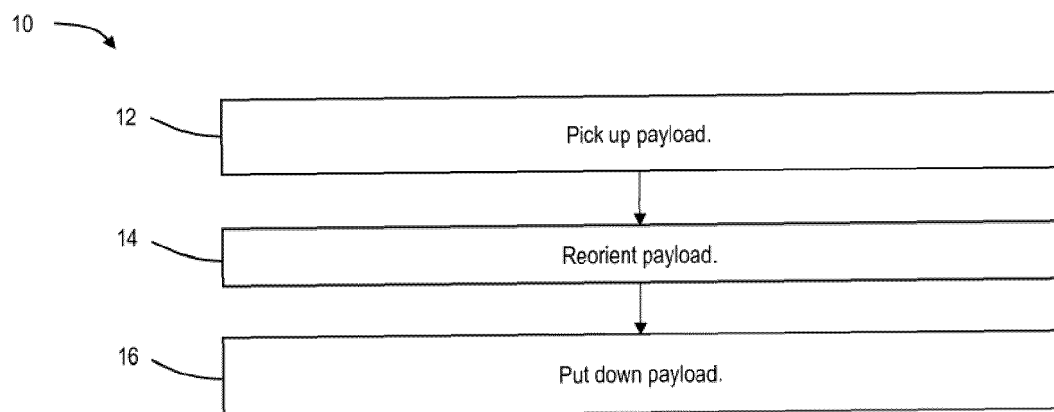 10
12
Pick up payload.
14
Reorient payload.
16
Put down payload.